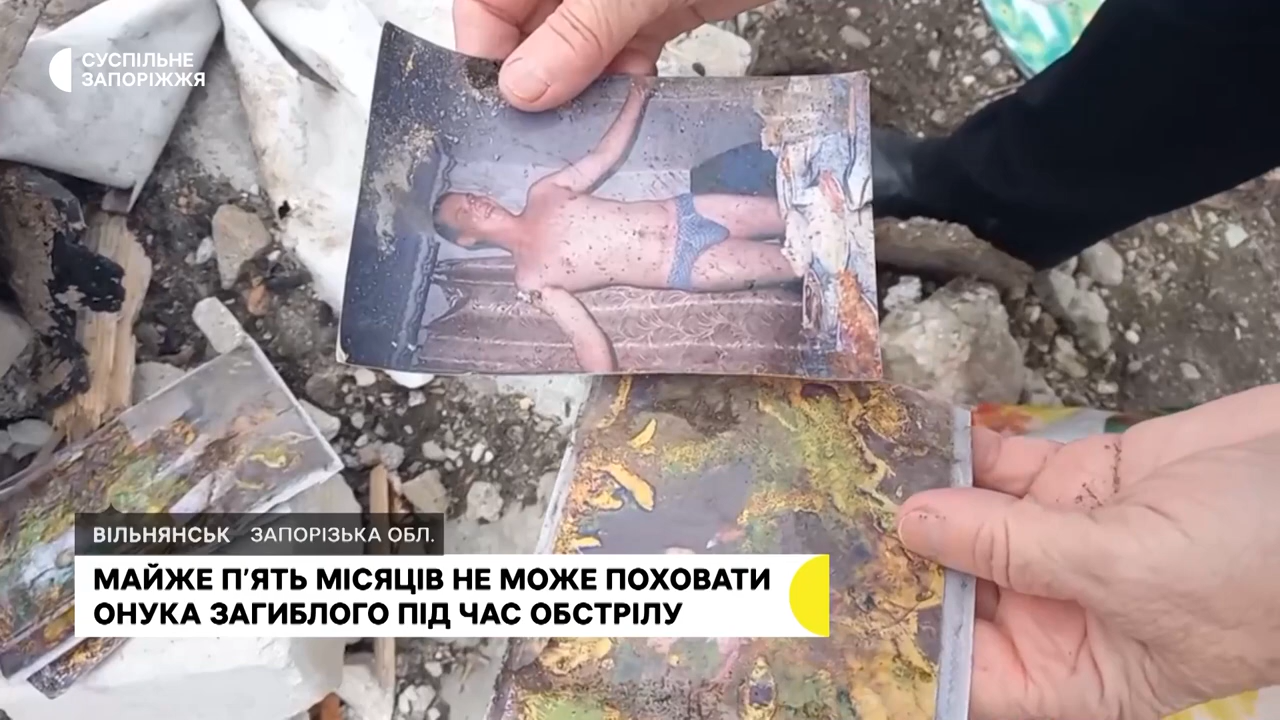 СУСПІЛЬНЕ
ЗАПОРІЖЖЯ
ВІЛЬНЯНСЬК ЗАПОРІЗЬКА ОБЛ.
МАЙЖЕ П’ЯТЬ МІСЯЦІВ НЕ МОЖЕ ПОХОВАТИ
ОНУКА ЗАГИБЛОГО ПІД ЧАС ОБСТРІЛУ